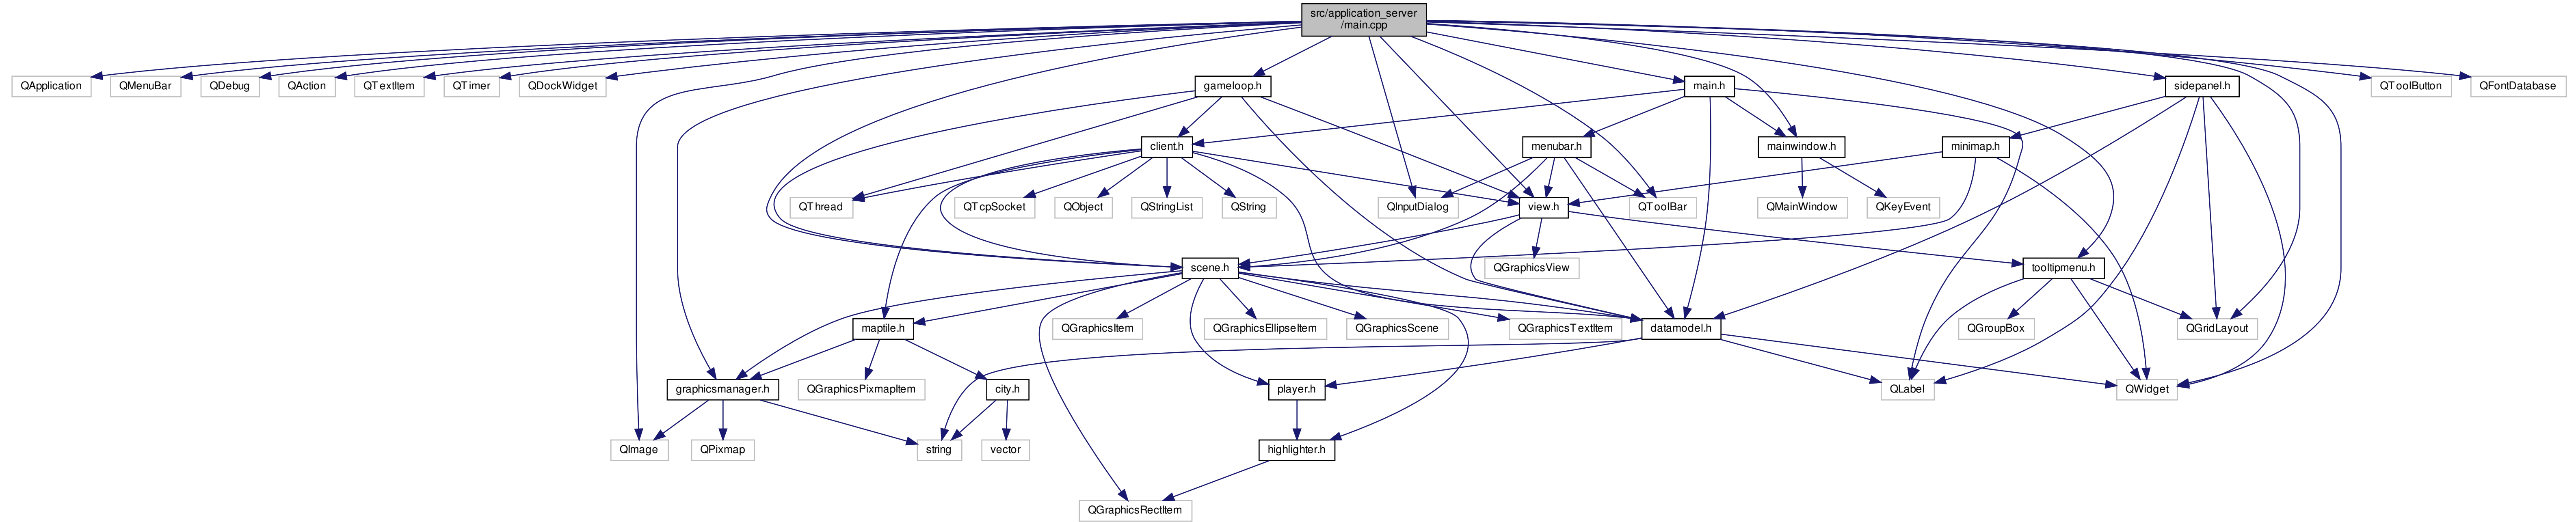 src/application_server
/main.cpp
QApplication
QMenuBar
QDebug
QAction
QTextItem
QTimer
QDockWidget
gameloop.h
main.h
sidepanel.h
QToolButton
QFontDatabase
client.h
menubar.h
mainwindow.h
minimap.h
QThread
QTcpSocket
QObject
QStringList
QString
QInputDialog
view.h
QToolBar
QMainWindow
QKeyEvent
scene.h
QGraphicsView
tooltipmenu.h
maptile.h
QGraphicsItem
QGraphicsEllipseItem
QGraphicsScene
QGraphicsTextItem
datamodel.h
QGroupBox
QGridLayout
graphicsmanager.h
QGraphicsPixmapItem
city.h
player.h
QLabel
QWidget
QImage
QPixmap
string
vector
highlighter.h
QGraphicsRectItem